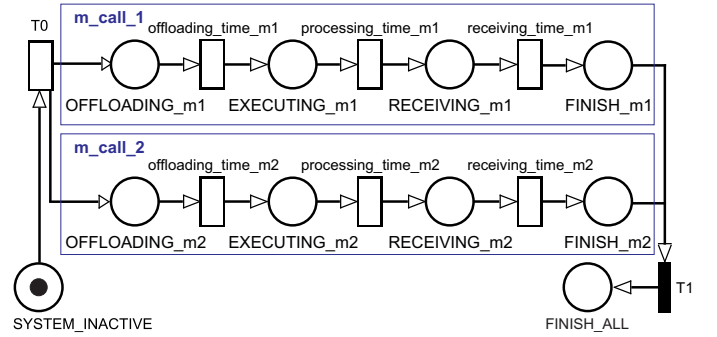 m_call_1
T0
offloading_time_m1 processing_time_m1 receiving_time_m1
OFFLOADING_m1 EXECUTING_m1 RECEIVING_m1 FINISH_m1
m_call_2
offloading_time_m2 processing_time_m2 receiving_time_m2
OFFLOADING_m2 EXECUTING_m2 RECEIVING_m2 FINISH_m2
T1
SYSTEM_INACTIVE FINISH_ALL